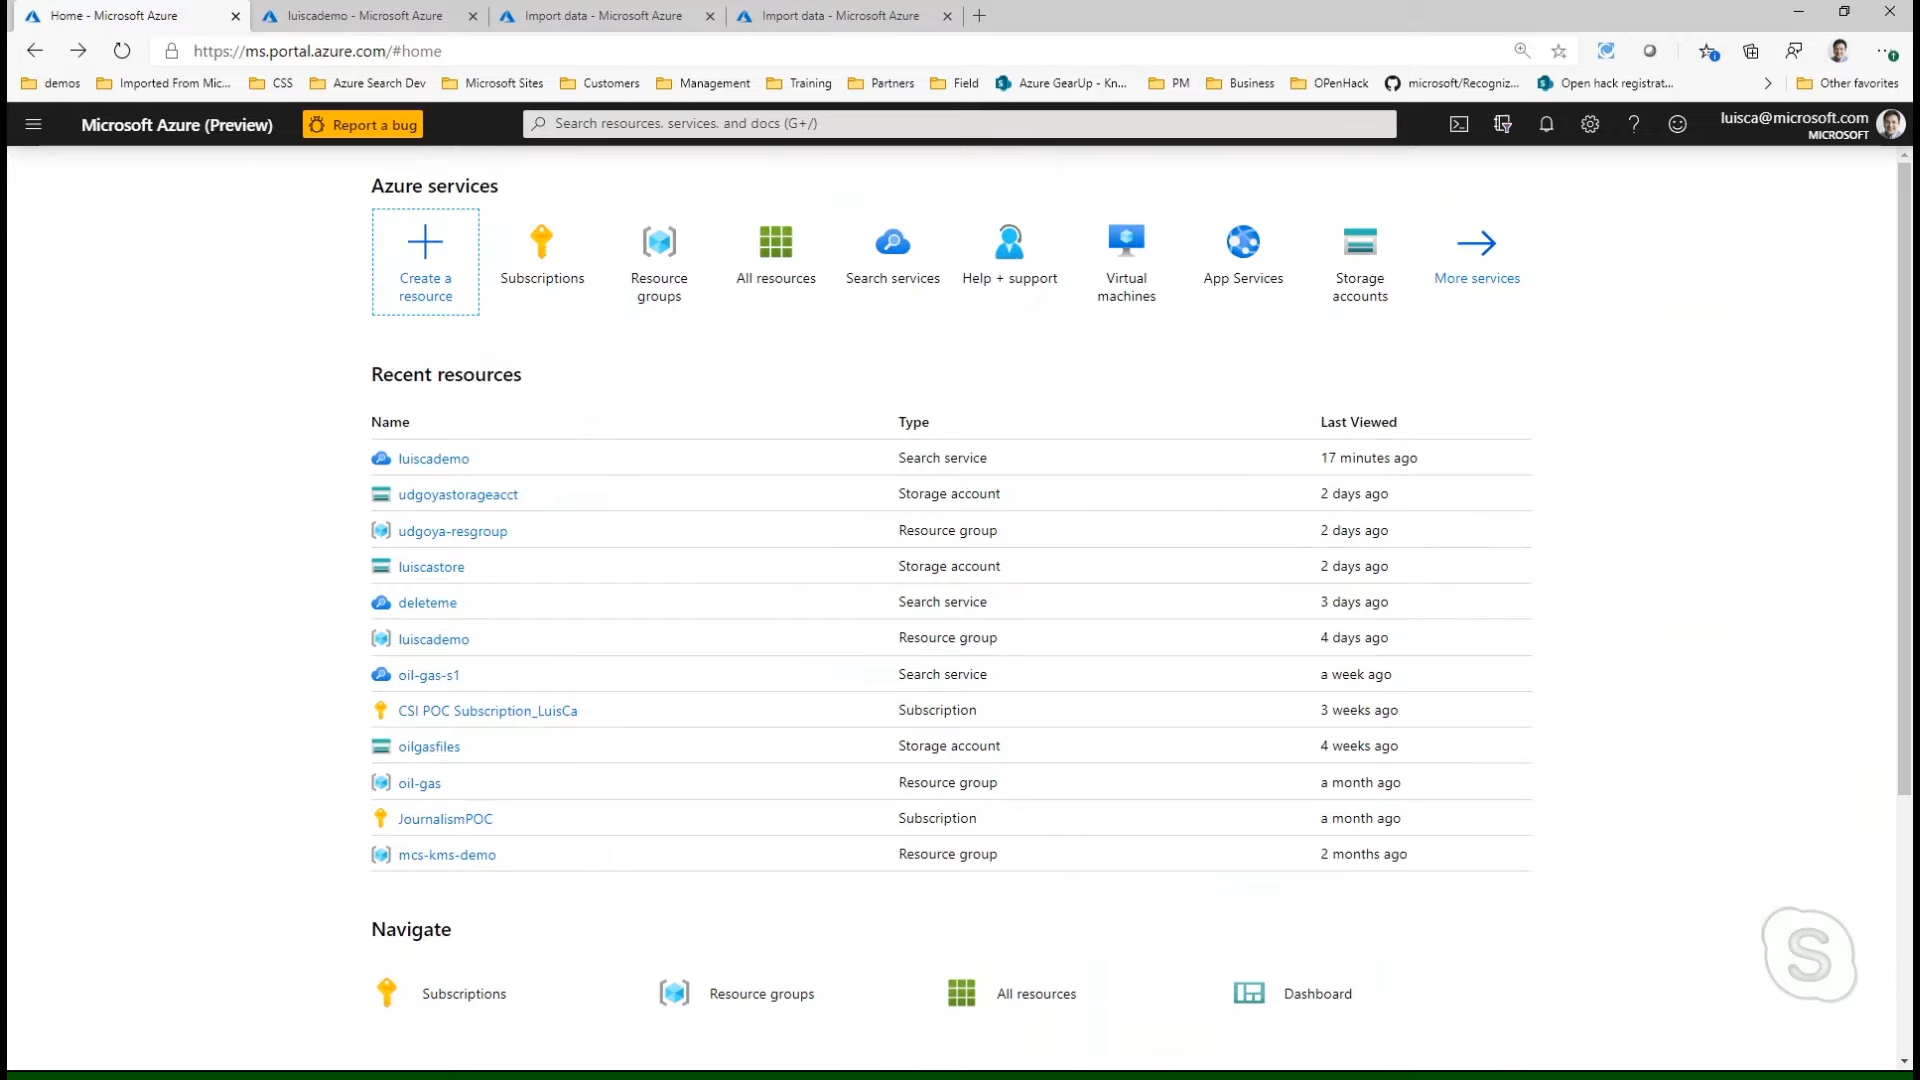 Home - Microsoft Azure
luiscademo - Microsoft Azure
Import data - Microsoft Azure
Import data - Microsoft Azure
https://ms.portal.azure.com/#home
demos
Imported From Mic...
CSS
Azure Search Dev
Microsoft Sites
Customers
Management
Training
Partners
Field
Azure GearUp - Kn...
PM
Business
OPenHack
microsoft/Recogniz...
Open hack registrat...
Other favorites
Microsoft Azure (Preview)
Report a bug
Search resources, services, and docs (G+/)
luisca@microsoft.com
MICROSOFT
Azure services
Create a
resource
Subscriptions
Resource
groups
All resources
Search services
Help + support
Virtual
machines
App Services
Storage
accounts
More services
Recent resources
Name Type Last Viewed
luiscademo Search service 17 minutes ago
udgoyastorageacct Storage account 2 days ago
udgoya-resgroup Resource group 2 days ago
luiscastore Storage account 2 days ago
deleteme Search service 3 days ago
luiscademo Resource group 4 days ago
oil-gas-s1 Search service a week ago
CSI POC Subscription_LuisCa Subscription 3 weeks ago
oilgasfiles Storage account 4 weeks ago
oil-gas Resource group a month ago
JournalismPOC Subscription a month ago
mcs-kms-demo Resource group 2 months ago
Navigate
Subscriptions
Resource groups
All resources
Dashboard